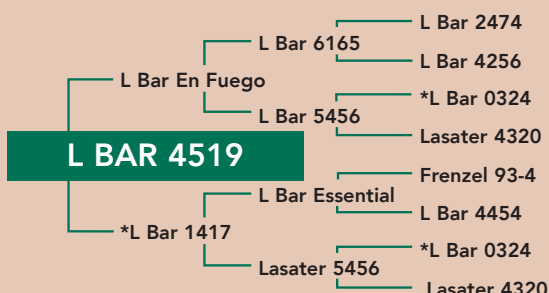 L Bar 2474
L Bar 6165
L Bar 4256
L Bar En Fuego
*L Bar 0324
L Bar 5456
Lasater 4320
L BAR 4519
Frenzel 93-4
L Bar Essential
L Bar 4454
*L Bar 1417
*L Bar 0324
Lasater 5456
Lasater 4320